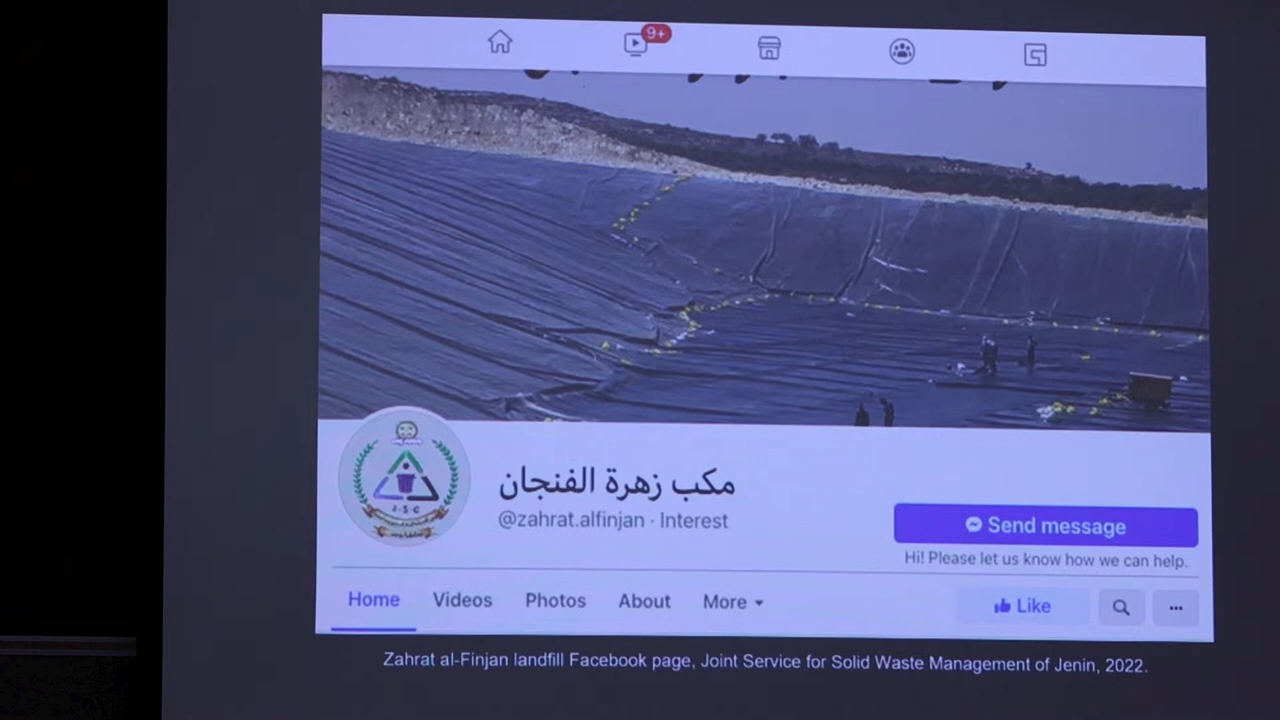 9+
مكب زهرة الفنجان
@zahrat.alfinjan · Interest
Send message
Hi! Please let us know how we can help.
Home Videos Photos About More
Like
J-S-C
Zahrat al-Finjan landfill Facebook page, Joint Service for Solid Waste Management of Jenin, 2022.